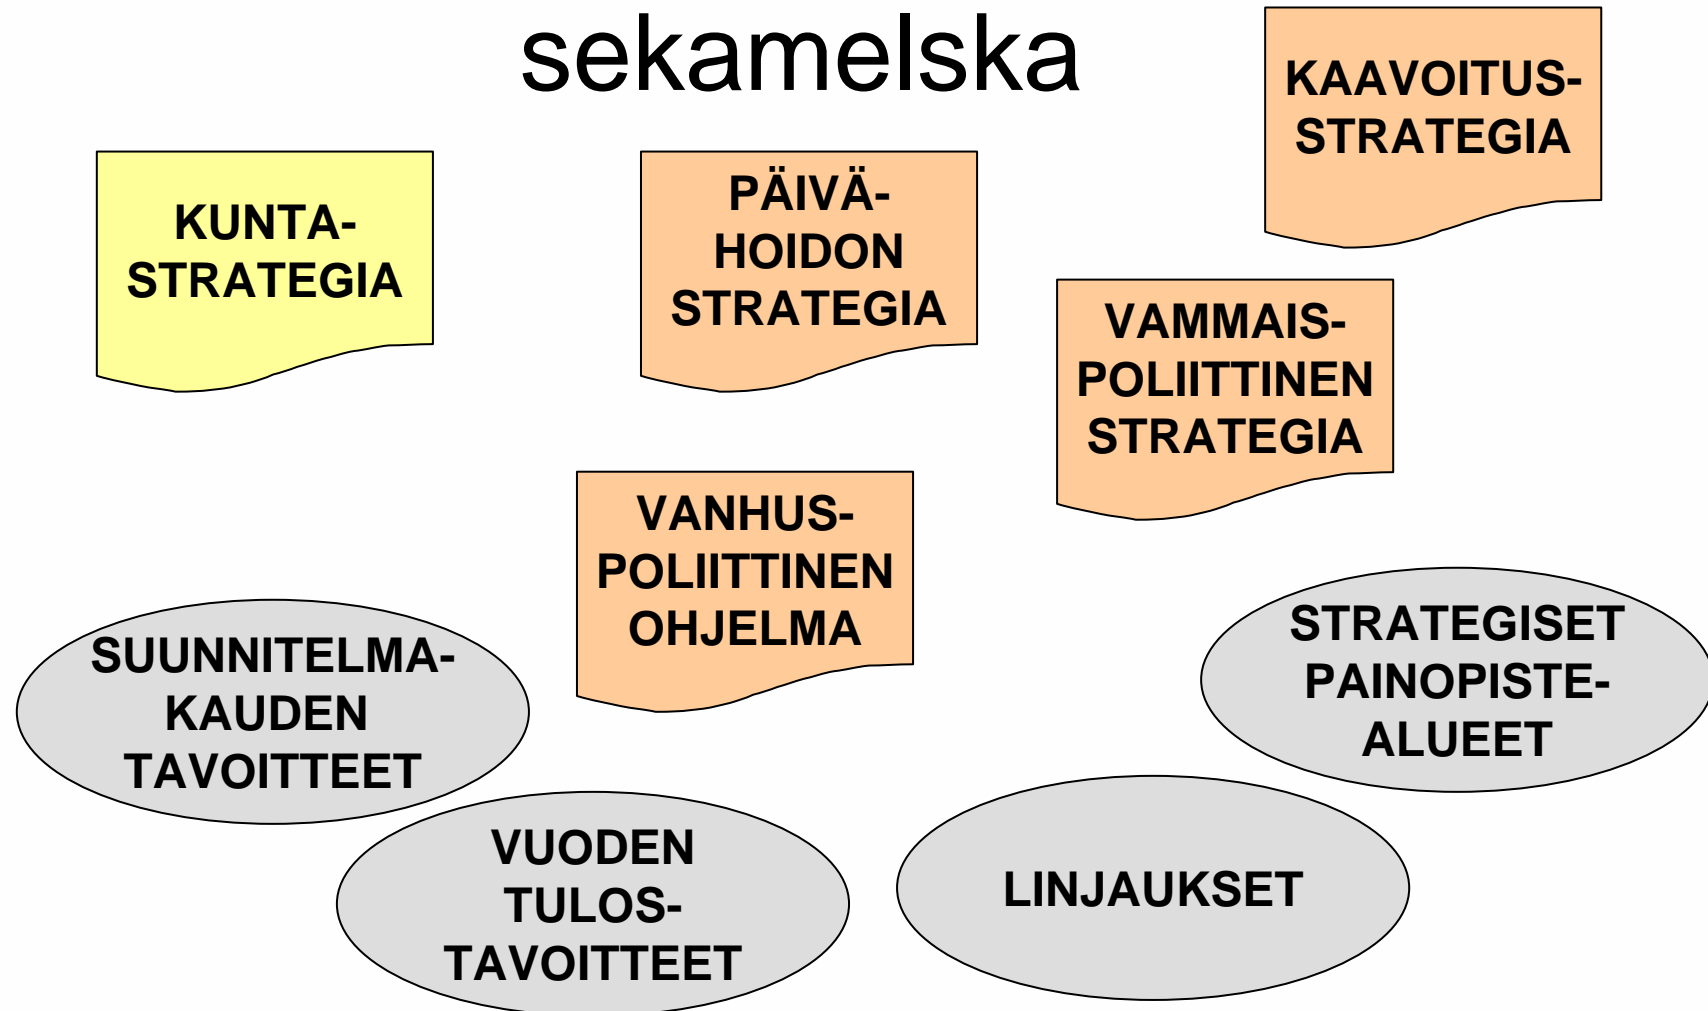 sekamelska
KAAVOITUS-
STRATEGIA
KUNTA-
STRATEGIA
PÄIVÄ-
HOIDON
STRATEGIA
VAMMAIS-
POLIITTINEN
STRATEGIA
VANHUS-
POLIITTINEN
OHJELMA
SUUNNITELMA-
KAUDEN
TAVOITTEET
STRATEGISET
PAINOPISTE-
ALUEET
VUODEN
TULOS-
TAVOITTEET
LINJAUKSET